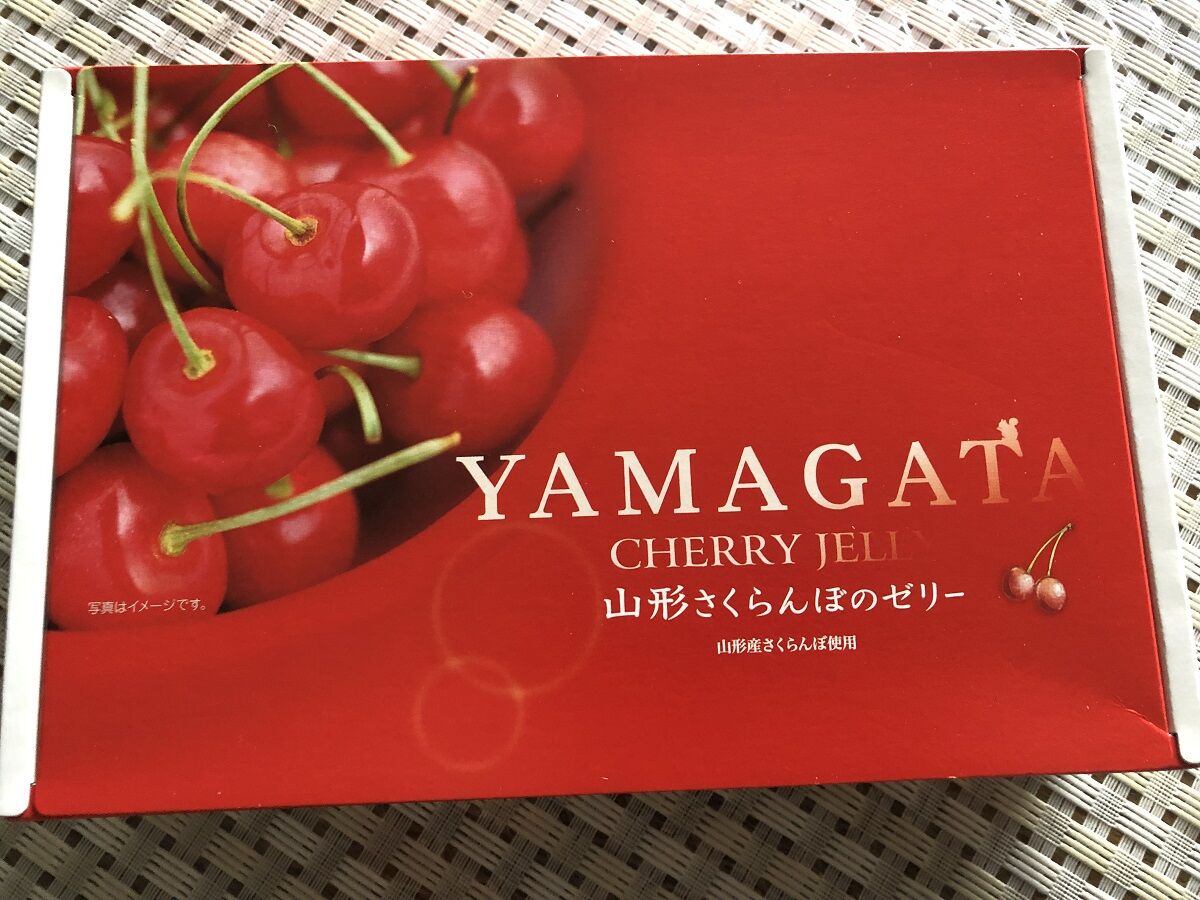 YAMAGATA
CHERRY JELLY
山形さくらんぼのゼリー
山形産さくらんぼ使用
写真はイメージです。